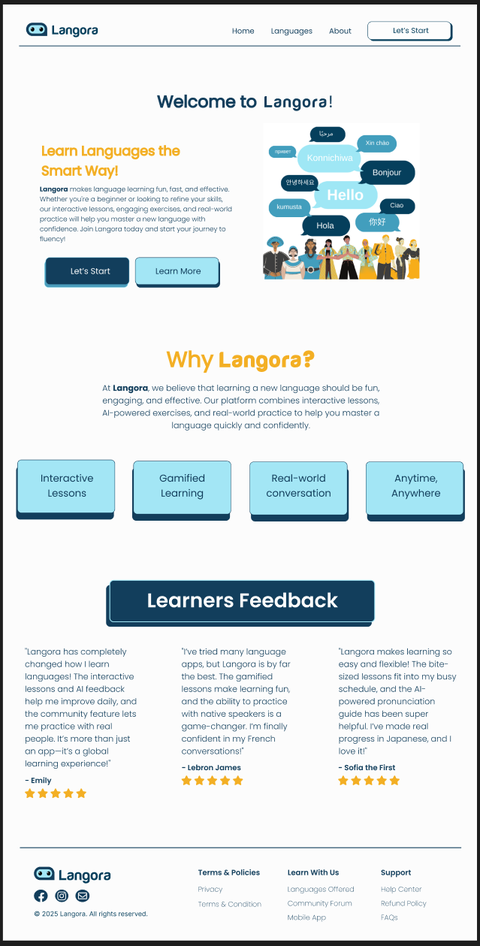 Langora
Home Languages About Let's Start
Welcome to Langora!
Learn Languages the
Smart Way!
Langora makes language learning fun, fast, and effective.
Whether you're a beginner or looking to refine your skills,
our interactive lessons, engaging exercises, and real-world
practice will help you master a new language with
confidence. Join Langora today and start your journey to
fluency!
Let's Start Learn More
مرحبًا
Xin chào
привет
Konnichiwa
Bonjour
안녕하세요
Hello
kumusta
Ciao
Hola
你好
Why Langora?
At Langora, we believe that learning a new language should be fun,
engaging, and effective. Our platform combines interactive lessons,
AI-powered exercises, and real-world practice to help you master a
language quickly and confidently.
Interactive
Lessons
Gamified
Learning
Real-world
conversation
Anytime,
Anywhere
Learners Feedback
"Langora has completely
changed how I learn
languages! The interactive
lessons and AI feedback
help me improve daily, and
the community feature lets
me practice with real
people. It's more than just
an app—it's a global
learning experience!"
- Emily
"I've tried many language
apps, but Langora is by far
the best. The gamified
lessons make learning fun,
and the ability to practice
with native speakers is a
game-changer. I'm finally
confident in my French
conversations!"
- Lebron James
"Langora makes learning so
easy and flexible! The bite-
sized lessons fit into my busy
schedule, and the AI-
powered pronunciation
guide has been super
helpful. I've made real
progress in Japanese, and I
love it!"
- Sofia the First
Langora
© 2025 Langora. All rights reserved.
Terms & Policies
Privacy
Terms & Condition
Learn With Us
Languages Offered
Community Forum
Mobile App
Support
Help Center
Refund Policy
FAQs